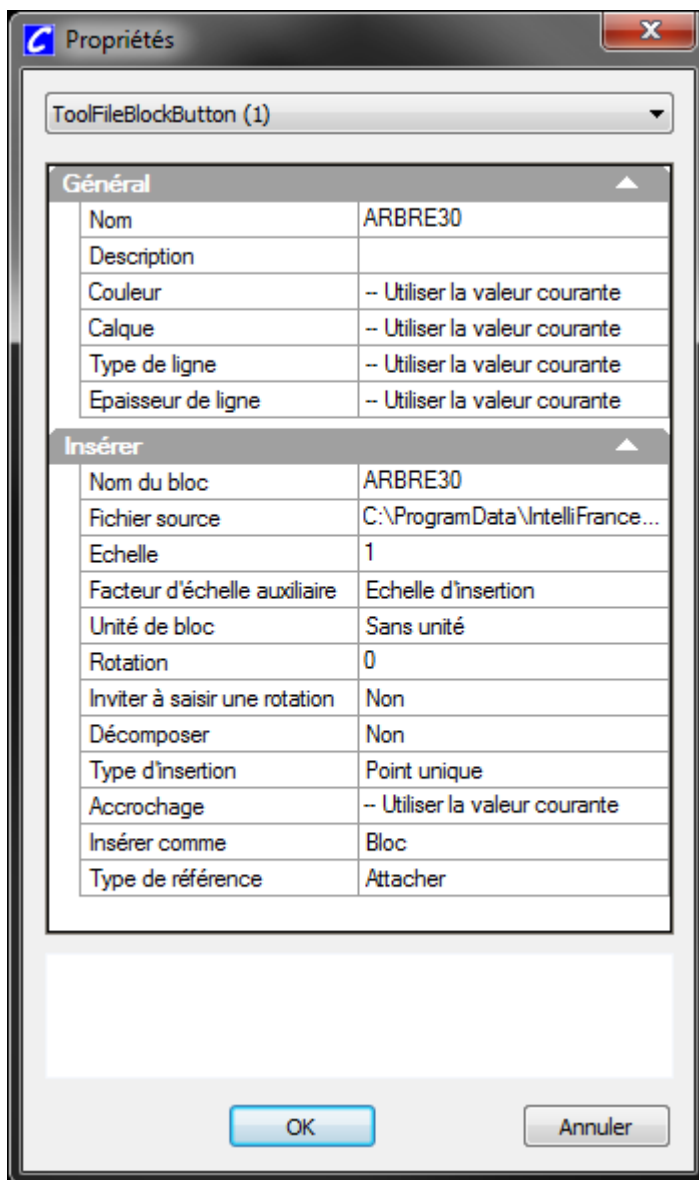 Propriétés
ToolFileBlockButton (1)
Général
Nom ARBRE30
Description
Couleur -- Utiliser la valeur courante
Calque -- Utiliser la valeur courante
Type de ligne -- Utiliser la valeur courante
Epaisseur de ligne -- Utiliser la valeur courante
Insérer
Nom du bloc ARBRE30
Fichier source C:\ProgramData\IntelliFrance...
Echelle 1
Facteur d'échelle auxiliaire Echelle d'insertion
Unité de bloc Sans unité
Rotation 0
Inviter à saisir une rotation Non
Décomposer Non
Type d'insertion Point unique
Accrochage -- Utiliser la valeur courante
Insérer comme Bloc
Type de référence Attacher
OK Annuler